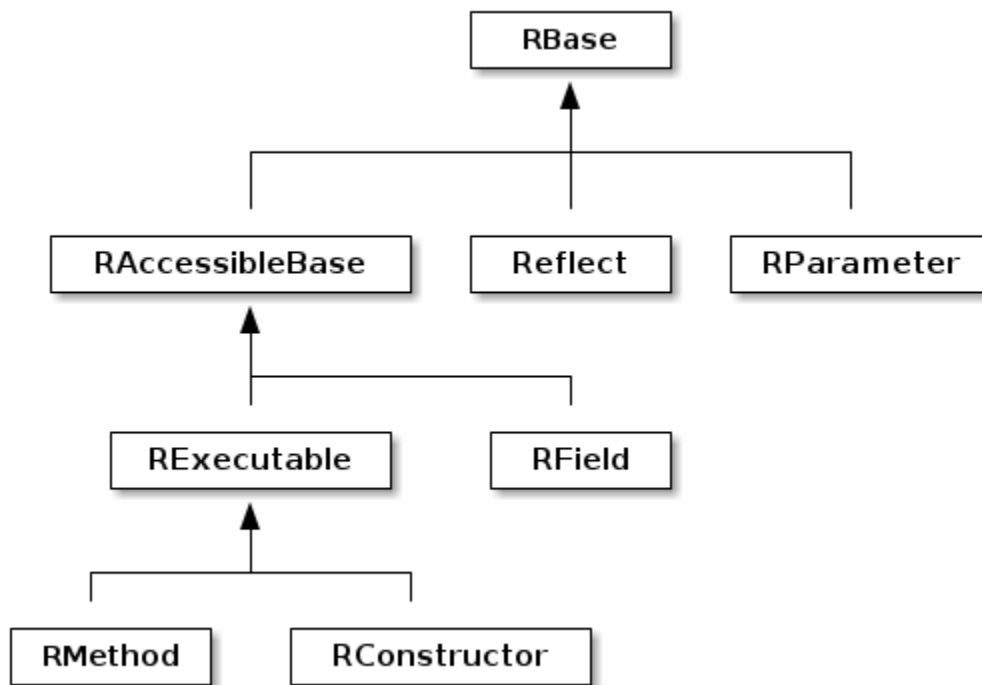 RBase
RAccessibleBase
Reflect
RParameter
RExecutable
RField
RMethod
RConstructor